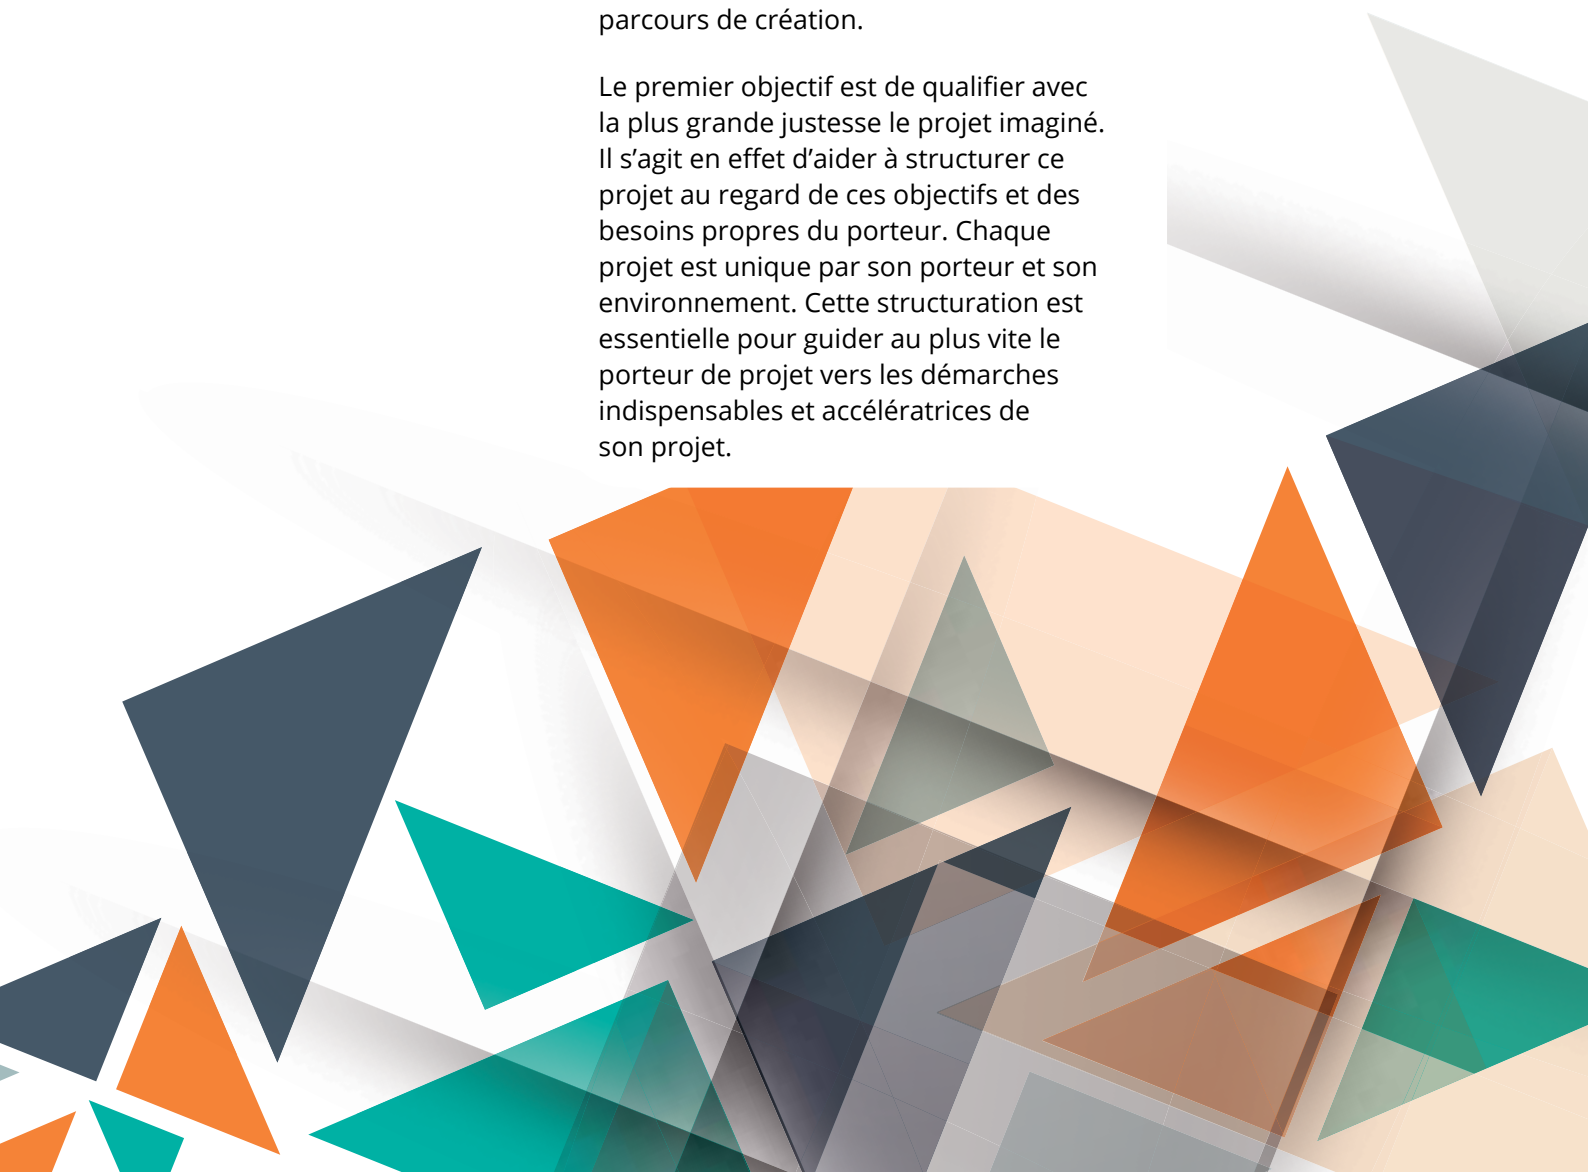 parcours de création.
Le premier objectif est de qualifier avec
la plus grande justesse le projet imaginé.
Il s’agit en effet d’aider à structurer ce
projet au regard de ces objectifs et des
besoins propres du porteur. Chaque
projet est unique par son porteur et son
environnement. Cette structuration est
essentielle pour guider au plus vite le
porteur de projet vers les démarches
indispensables et accélératrices de
son projet.